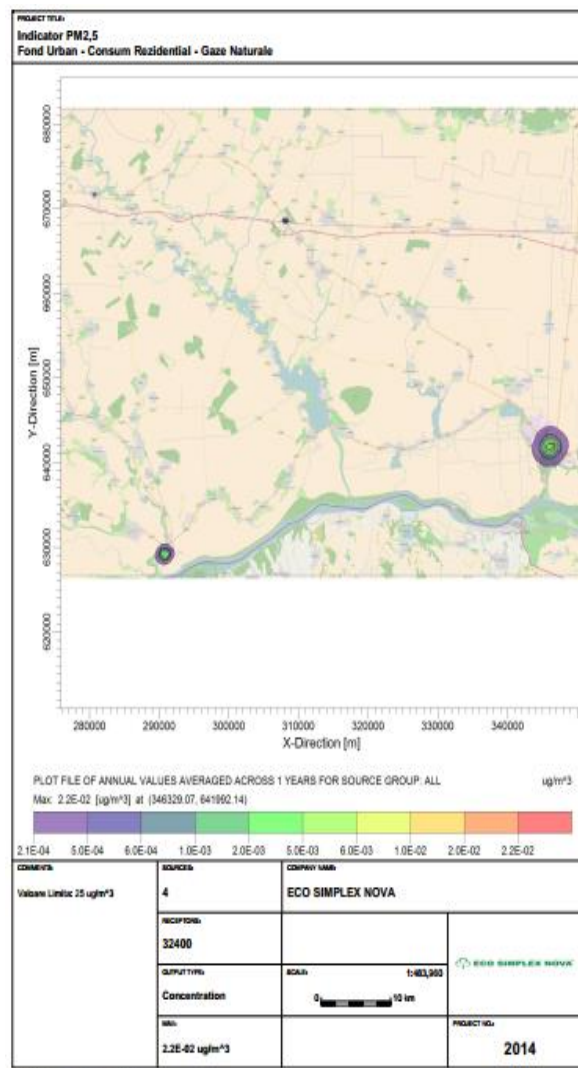 PROJECT TITLE:
Indicator PM2,5
Fond Urban - Consum Rezidential - Gaze Naturale
Y-Direction [m]
680000
670000
660000
650000
640000
630000
620000
280000 290000 300000 310000 320000 330000 340000
X-Direction [m]
PLOT FILE OF ANNUAL VALUES AVERAGED ACROSS 1 YEARS FOR SOURCE GROUP: ALL ug/m^3
Max: 2.2E-02 [ug/m^3] at (346329.07, 641992.14)
2.1E-04 5.0E-04 6.0E-04 1.0E-03 2.0E-03 5.0E-03 6.0E-03 1.0E-02 2.0E-02 2.2E-02
COMMENTS:
Valoare Limita: 25 ug/m^3
SOURCES:
4
COMPANY NAME:
ECO SIMPLEX NOVA
RECEPTORS:
32400
OUTPUT TYPE:
Concentration
SCALE: 1:463,960
0 10 km
ECO SIMPLEX NOVA
MAX:
2.2E-02 ug/m^3
PROJECT NO.:
2014